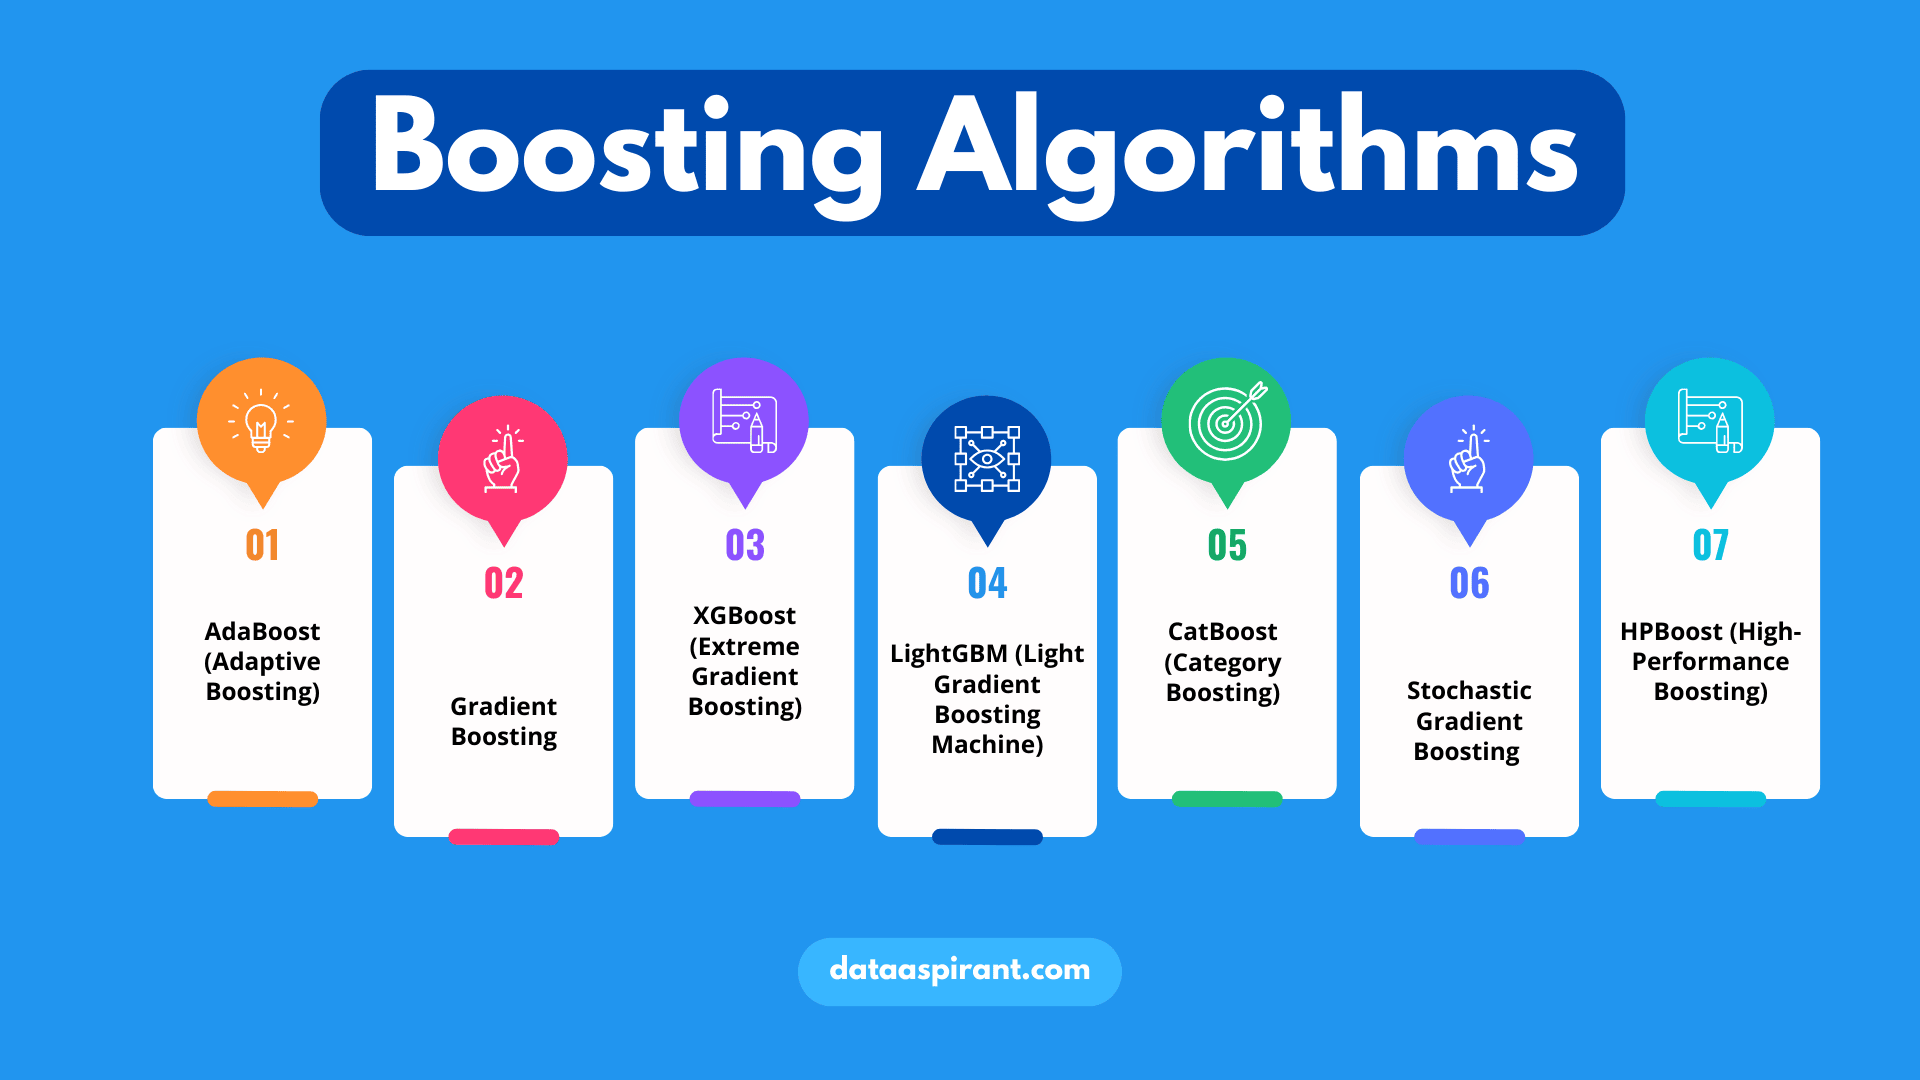 Boosting Algorithms
01
AdaBoost
(Adaptive
Boosting)
02
Gradient
Boosting
03
XGBoost
(Extreme
Gradient
Boosting)
04
LightGBM (Light
Gradient
Boosting
Machine)
05
CatBoost
(Category
Boosting)
06
Stochastic
Gradient
Boosting
07
HPBoost (High-
Performance
Boosting)
dataaspirant.com